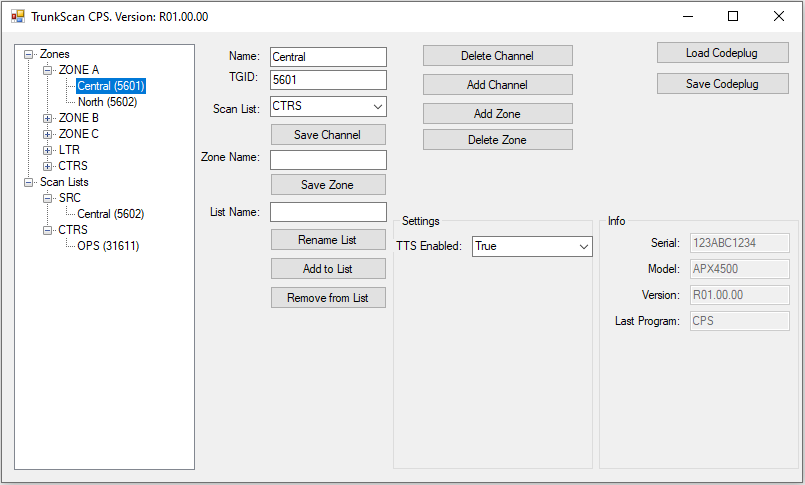 TrunkScan CPS. Version: R01.00.00
Zones
ZONE A
Central (5601)
North (5602)
ZONE B
ZONE C
LTR
CTRS
Scan Lists
SRC
Central (5602)
CTRS
OPS (31611)
Name: Central
TGID: 5601
Scan List: CTRS
Save Channel
Zone Name:
Save Zone
List Name:
Rename List
Add to List
Remove from List
Delete Channel
Add Channel
Add Zone
Delete Zone
Load Codeplug
Save Codeplug
Settings
TTS Enabled: True
Info
Serial: 123ABC1234
Model: APX4500
Version: R01.00.00
Last Program: CPS